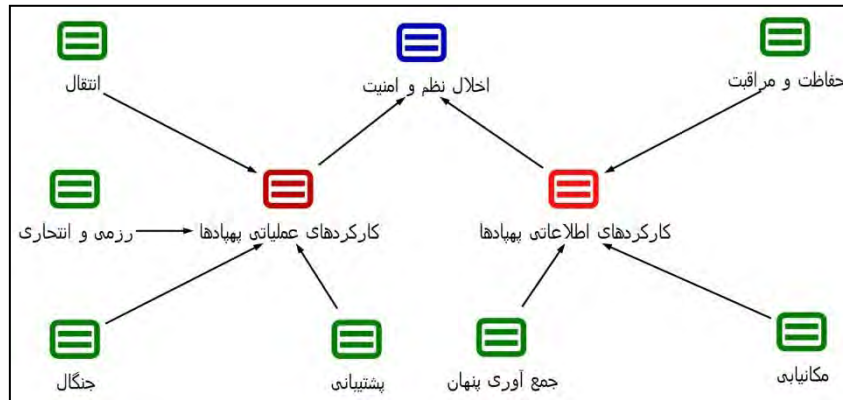 انتقال
اخلال نظم و امنیت
حفاظت و مراقبت
رزمی و انتحاری
کارکردهای عملیاتی پهپادها
کارکردهای اطلاعاتی پهپادها
جنگال
پشتیبانی
جمع آوری پنهان
مکانیابی